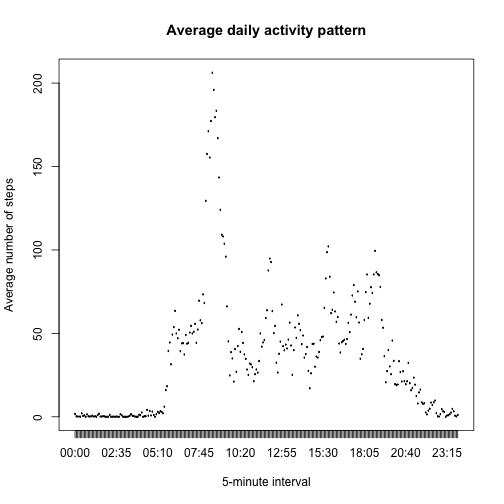 Average daily activity pattern
Average number of steps
200
150
100
50
0
00:00 02:35 05:10 07:45 10:20 12:55 15:30 18:05 20:40 23:15
5-minute interval